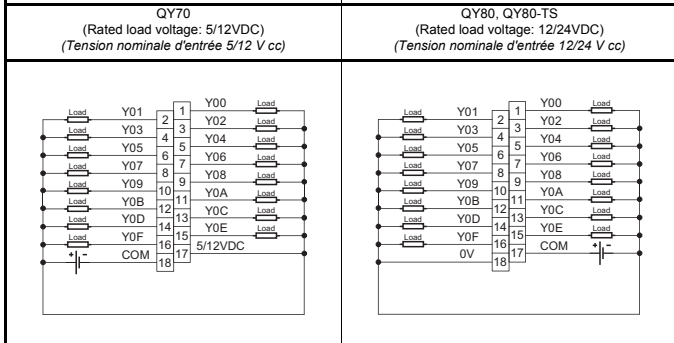 QY70
(Rated load voltage: 5/12VDC)
(Tension nominale d'entrée 5/12 V cc)
Load Y01 2 1 Y00 Load
Load Y03 4 3 Y02 Load
Load Y05 6 5 Y04 Load
Load Y07 8 7 Y06 Load
Load Y09 10 9 Y08 Load
Load Y0B 12 11 Y0A Load
Load Y0D 14 13 Y0C Load
Load Y0F 16 15 Y0E Load
+ - COM 18 17 5/12VDC
QY80, QY80-TS
(Rated load voltage: 12/24VDC)
(Tension nominale d'entrée 12/24 V cc)
Load Y01 2 1 Y00 Load
Load Y03 4 3 Y02 Load
Load Y05 6 5 Y04 Load
Load Y07 8 7 Y06 Load
Load Y09 10 9 Y08 Load
Load Y0B 12 11 Y0A Load
Load Y0D 14 13 Y0C Load
Load Y0F 16 15 Y0E Load
0V 18 17 COM + -